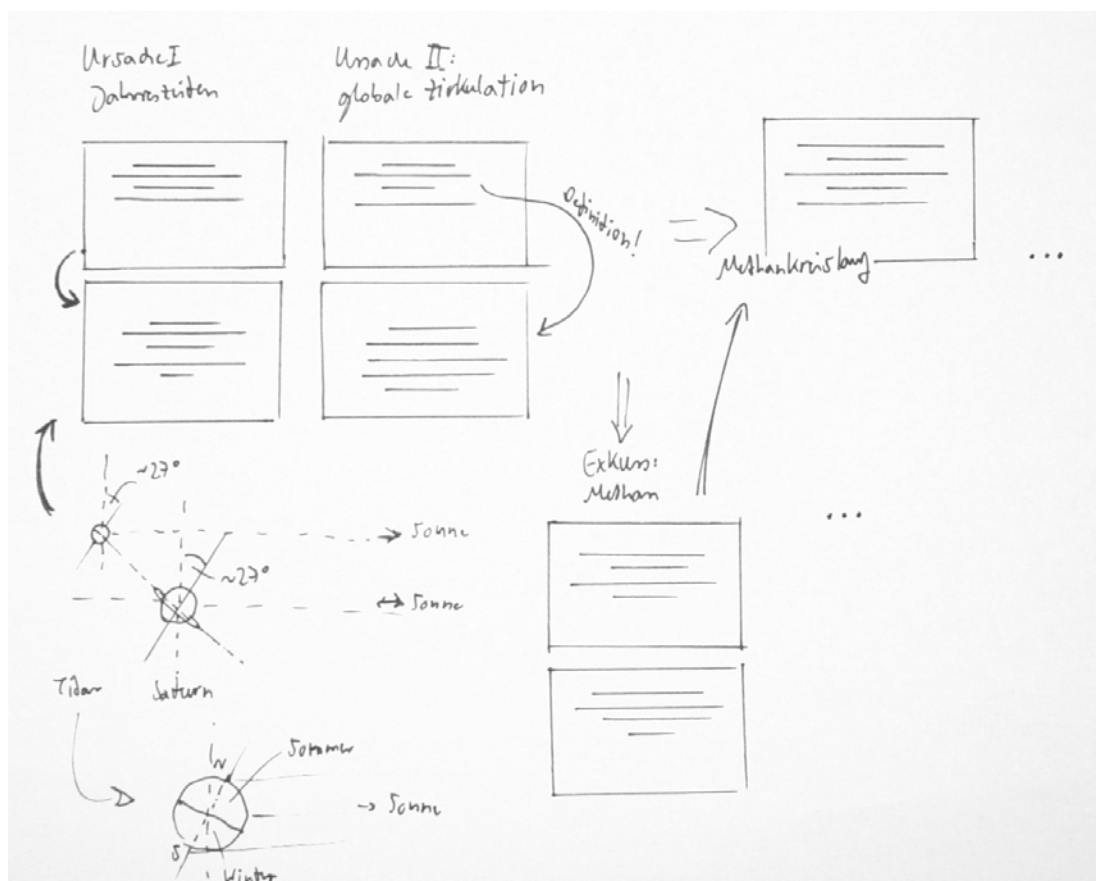 Ursache I
Jahreszeiten
Ursache II:
globale Zirkulation
Definition!
Methankreislauf
...
Exkurs:
Methan
...
~27°
Sonne
~27°
Sonne
Titan
Saturn
N
Sommer
→ Sonne
S
Winter